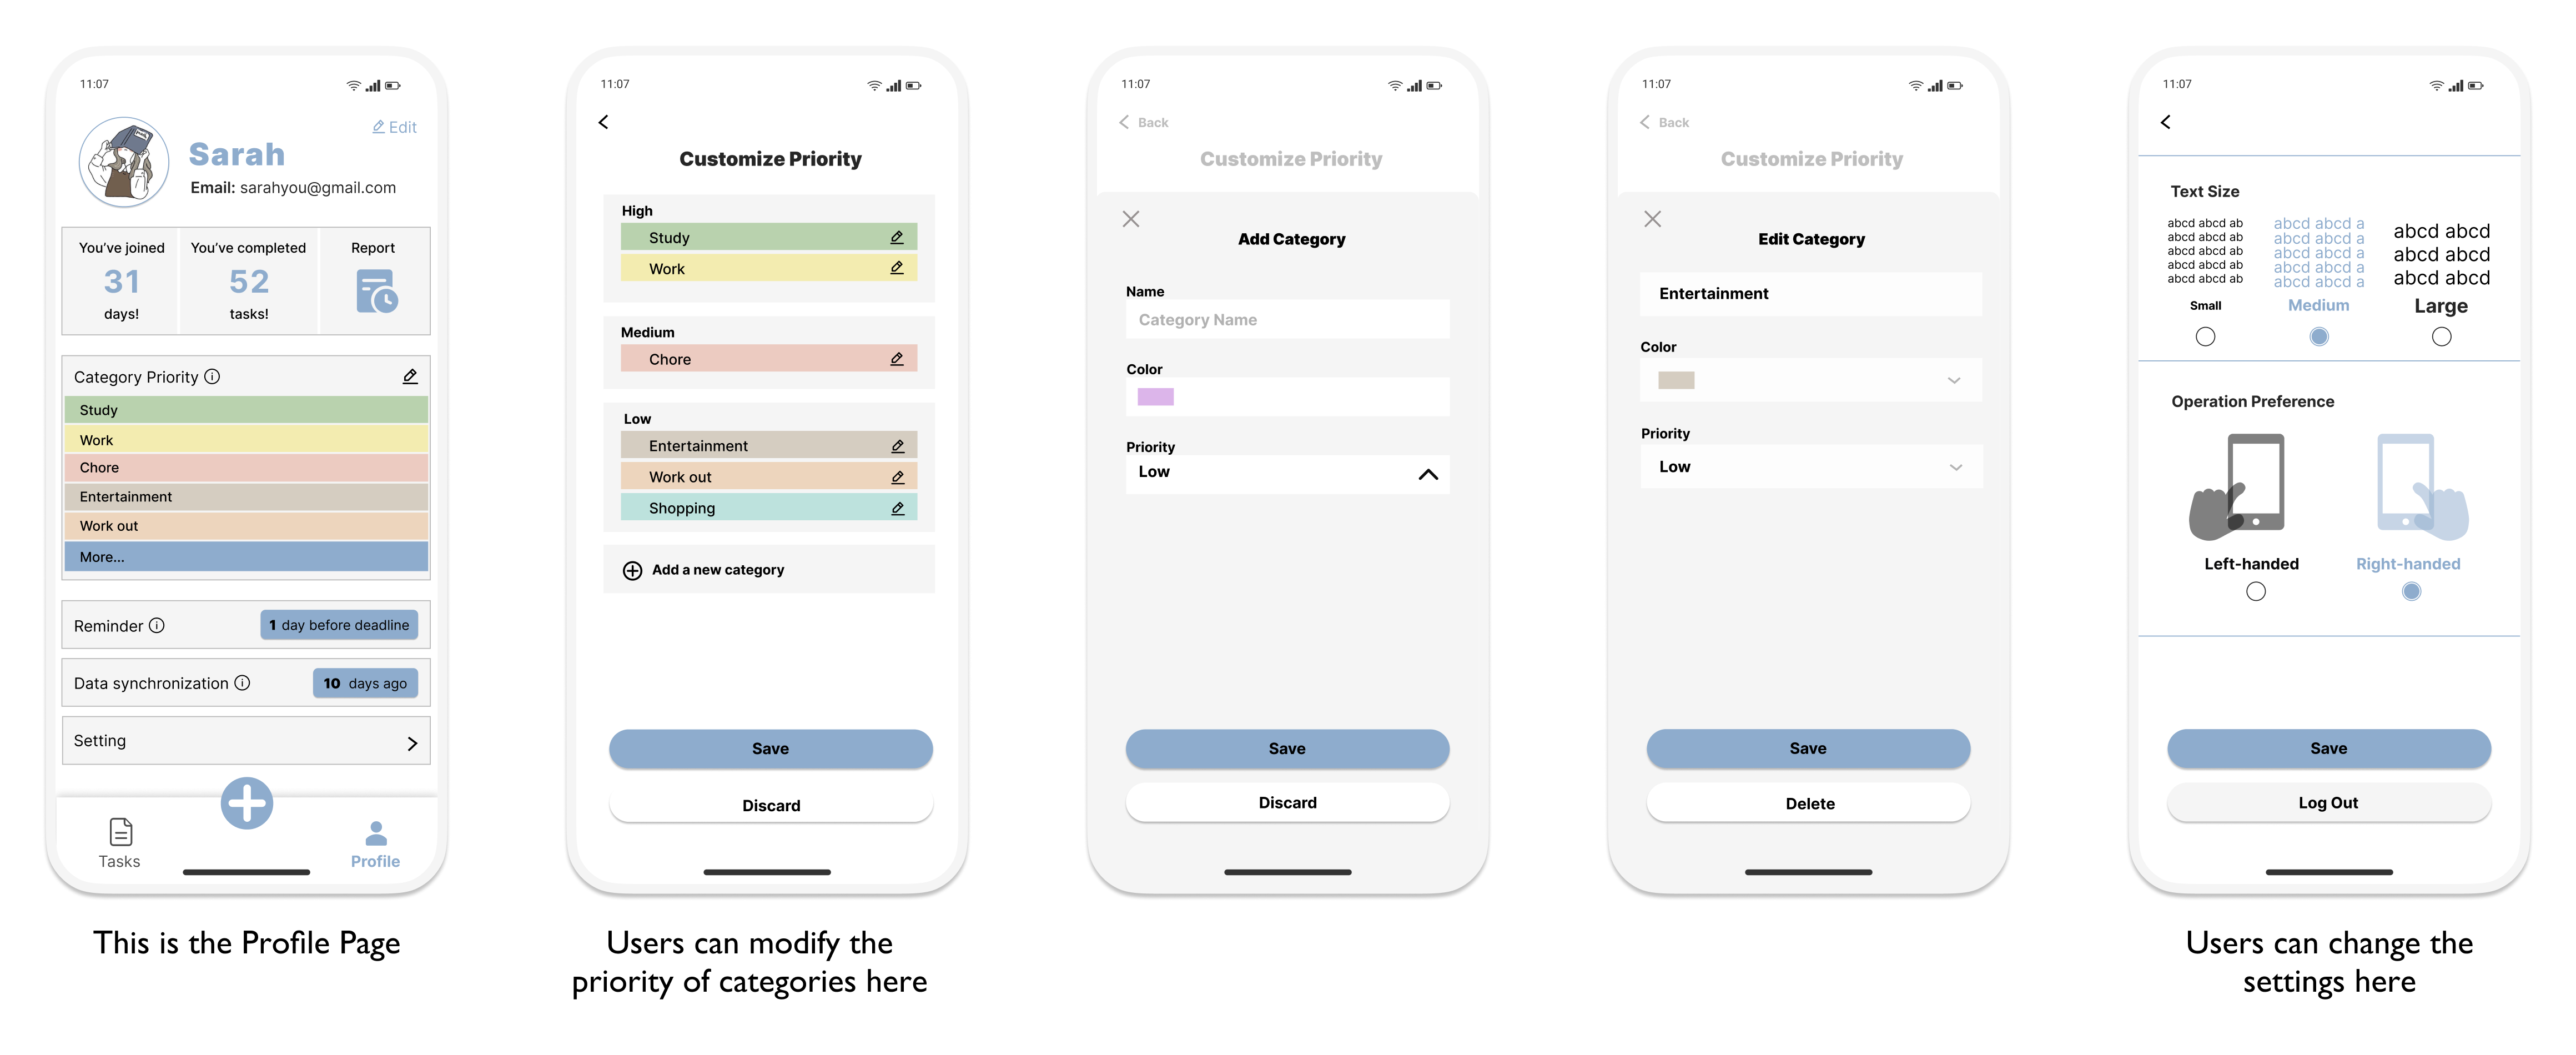 11:07
Edit
Sarah
Email: sarahyou@gmail.com
You've joined
31
days!
You've completed
52
tasks!
Report
Category Priority
Study
Work
Chore
Entertainment
Work out
More...
Reminder
1 day before deadline
Data synchronization
10 days ago
Setting
Tasks
Profile
This is the Profile Page
11:07
Customize Priority
High
Study
Work
Medium
Chore
Low
Entertainment
Work out
Shopping
Add a new category
Save
Discard
Users can modify the
priority of categories here
11:07
Back
Customize Priority
Add Category
Name
Category Name
Color
Priority
Low
Save
Discard
11:07
Back
Customize Priority
Edit Category
Entertainment
Color
Priority
Low
Save
Delete
11:07
Text Size
abcd abcd ab
abcd abcd ab
abcd abcd ab
abcd abcd ab
abcd abcd ab
Small
abcd abcd a
abcd abcd a
abcd abcd a
abcd abcd a
abcd abcd a
Medium
abcd abcd
abcd abcd
abcd abcd
Large
Operation Preference
Left-handed
Right-handed
Save
Log Out
Users can change the
settings here